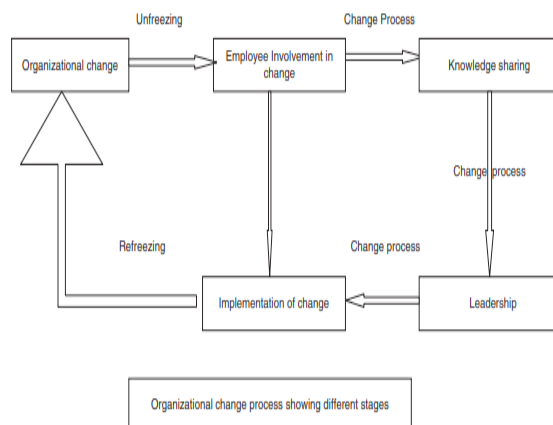 Unfreezing
Change Process
Organizational change
Employee Involvement in
change
Knowledge sharing
Change process
Refreezing
Change process
Implementation of change
Leadership
Organizational change process showing different stages